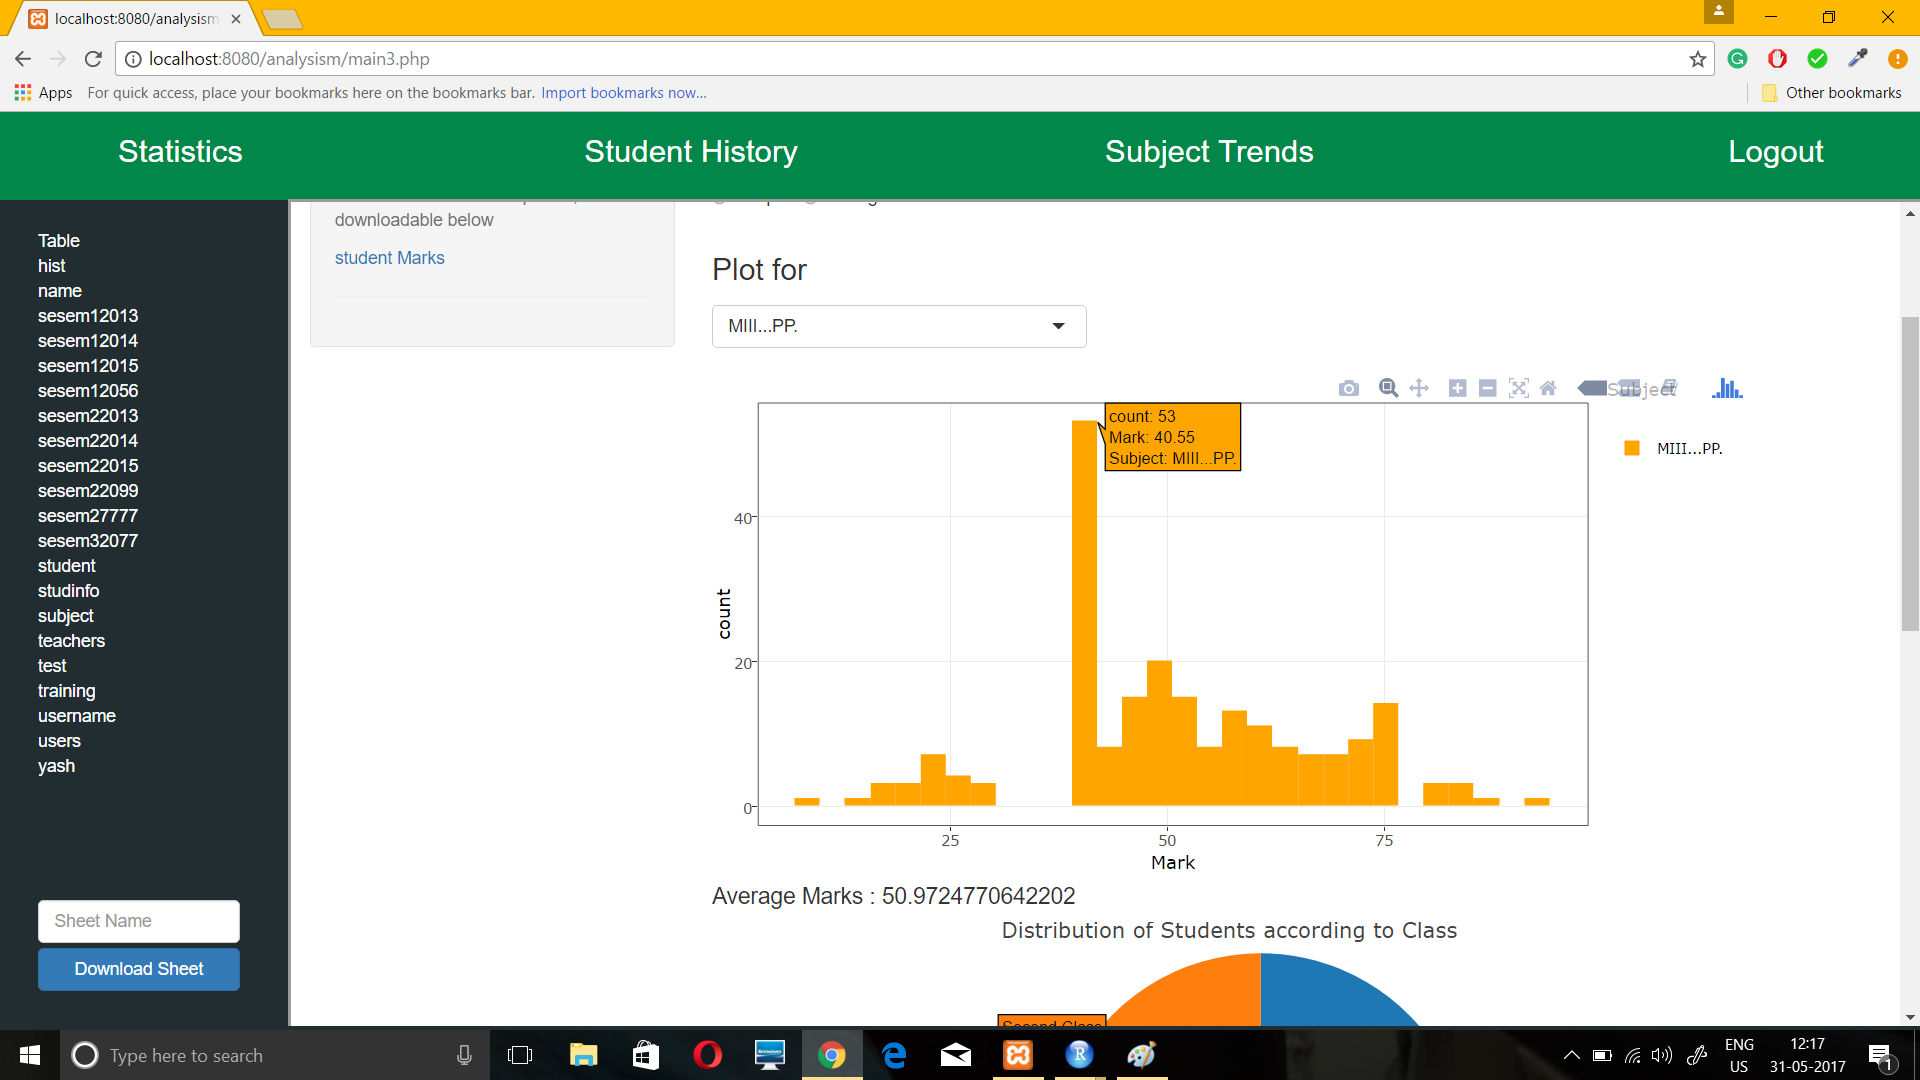 localhost:8080/analysism
localhost:8080/analysism/main3.php
Apps For quick access, place your bookmarks here on the bookmarks bar. Import bookmarks now... Other bookmarks
Statistics Student History Subject Trends Logout
Table
hist
name
sesem12013
sesem12014
sesem12015
sesem12056
sesem22013
sesem22014
sesem22015
sesem22099
sesem27777
sesem32077
student
studinfo
subject
teachers
test
training
username
users
yash
Sheet Name
Download Sheet
downloadable below
student Marks
Plot for
MIII...PP.
Subject
MIII...PP.
count: 53
Mark: 40.55
Subject: MIII...PP.
40
20
0
count
25 50 75
Mark
Average Marks : 50.9724770642202
Distribution of Students according to Class
Second Class
Type here to search
ENG
US
12:17
31-05-2017
1